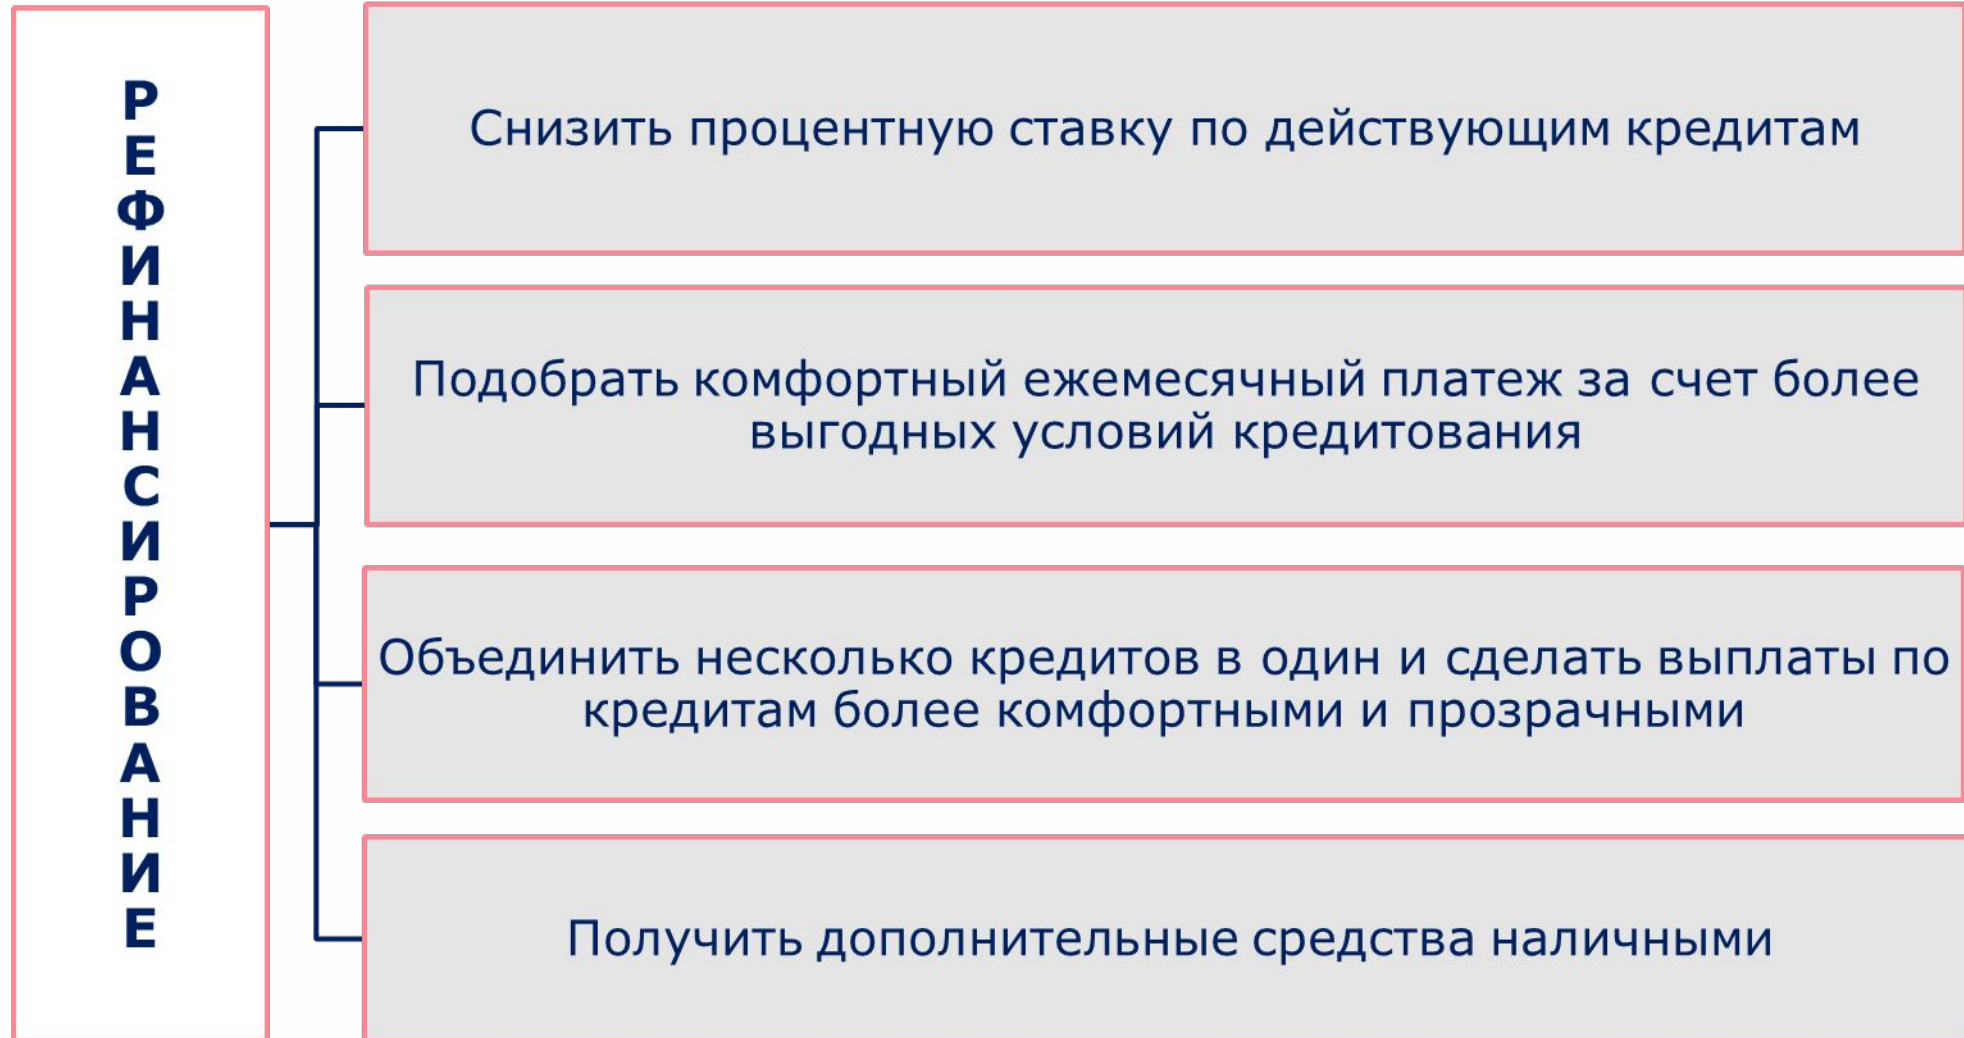 РЕФИНАНСИРОВАНИЕ
Снизить процентную ставку по действующим кредитам
Подобрать комфортный ежемесячный платеж за счет более
выгодных условий кредитования
Объединить несколько кредитов в один и сделать выплаты по
кредитам более комфортными и прозрачными
Получить дополнительные средства наличными